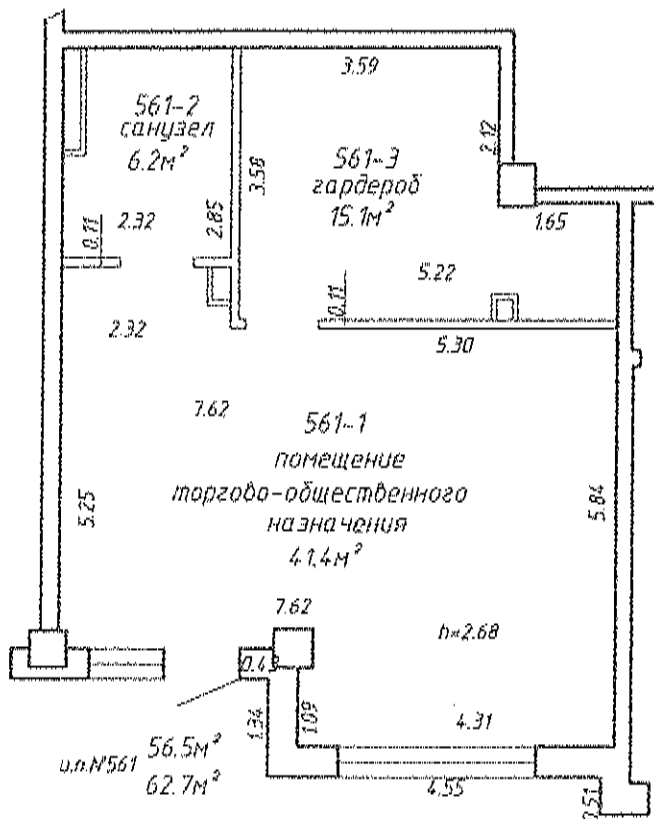 3.59
561-2
санузел
6.2м²
3.58
561-3
гардероб
15.1м²
2.12
0.11
2.32
2.85
1.65
5.22
0.11
2.32
5.30
7.62
561-1
помещение
торгово-общественного
назначения
41.4м²
5.25
5.84
7.62
h=2.68
0.43
1.34
1.09
4.31
и.п.№561
56.5м²
62.7м²
4.55
0.51